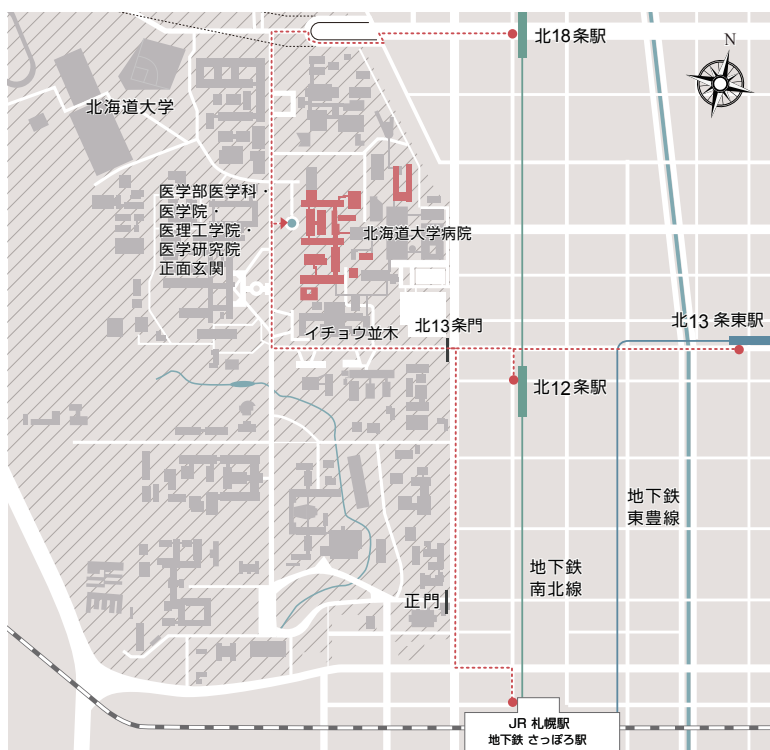 北18条駅
N
北海道大学
医学部医学科・
医学院・
医理工学院・
医学研究院
正面玄関
北海道大学病院
北13条門
イチョウ並木
北13条東駅
北12条駅
地下鉄
東豊線
地下鉄
南北線
正門
JR 札幌駅
地下鉄 さっぽろ駅